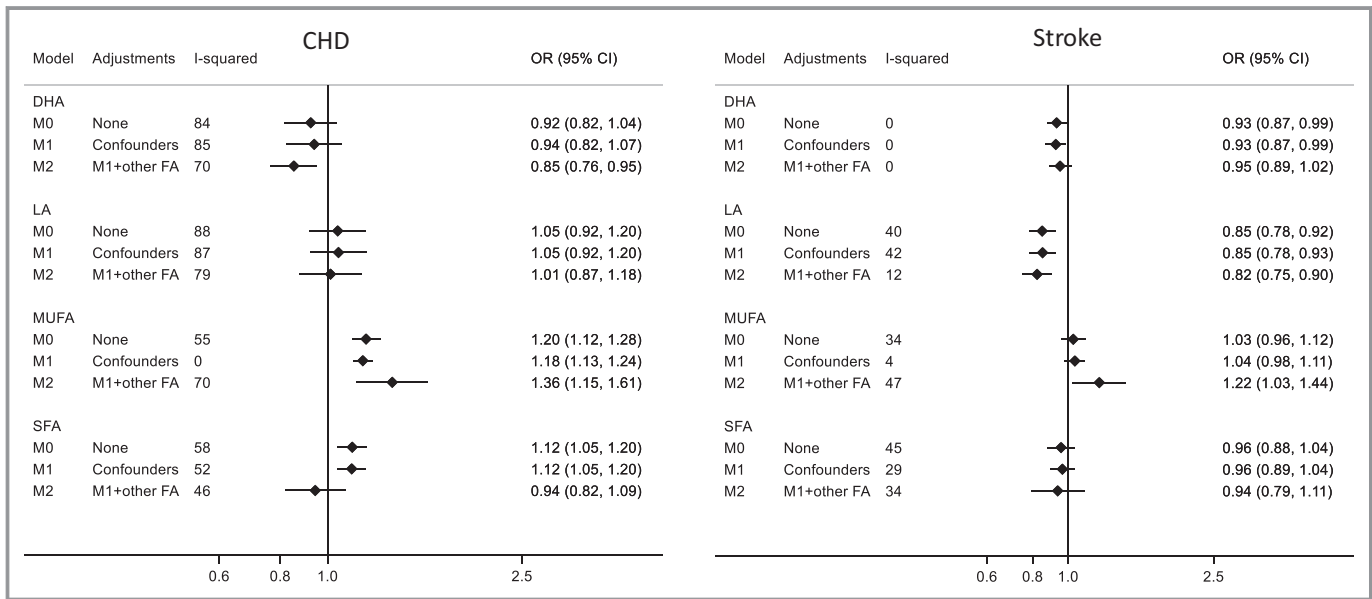 CHD
Model Adjustments I-squared OR (95% CI)
DHA
M0 None 84 0.92 (0.82, 1.04)
M1 Confounders 85 0.94 (0.82, 1.07)
M2 M1+other FA 70 0.85 (0.76, 0.95)
LA
M0 None 88 1.05 (0.92, 1.20)
M1 Confounders 87 1.05 (0.92, 1.20)
M2 M1+other FA 79 1.01 (0.87, 1.18)
MUFA
M0 None 55 1.20 (1.12, 1.28)
M1 Confounders 0 1.18 (1.13, 1.24)
M2 M1+other FA 70 1.36 (1.15, 1.61)
SFA
M0 None 58 1.12 (1.05, 1.20)
M1 Confounders 52 1.12 (1.05, 1.20)
M2 M1+other FA 46 0.94 (0.82, 1.09)
0.6 0.8 1.0 2.5
Stroke
Model Adjustments I-squared OR (95% CI)
DHA
M0 None 0 0.93 (0.87, 0.99)
M1 Confounders 0 0.93 (0.87, 0.99)
M2 M1+other FA 0 0.95 (0.89, 1.02)
LA
M0 None 40 0.85 (0.78, 0.92)
M1 Confounders 42 0.85 (0.78, 0.93)
M2 M1+other FA 12 0.82 (0.75, 0.90)
MUFA
M0 None 34 1.03 (0.96, 1.12)
M1 Confounders 4 1.04 (0.98, 1.11)
M2 M1+other FA 47 1.22 (1.03, 1.44)
SFA
M0 None 45 0.96 (0.88, 1.04)
M1 Confounders 29 0.96 (0.89, 1.04)
M2 M1+other FA 34 0.94 (0.79, 1.11)
0.6 0.8 1.0 2.5